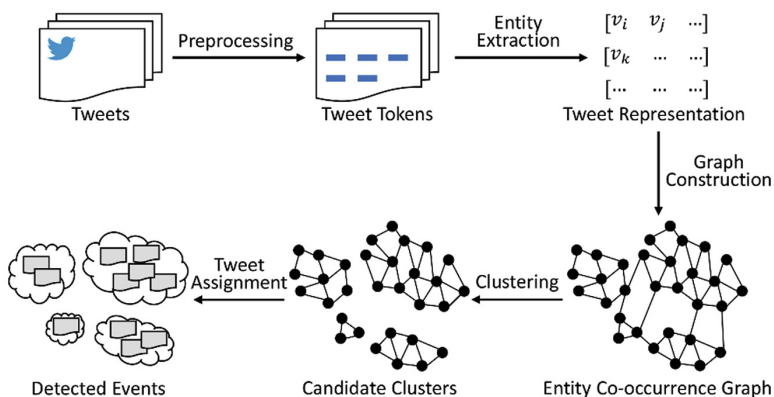 Preprocessing
Entity
Extraction
[v_i v_j ...]
[v_k ... ...]
[... ... ...]
Tweets
Tweet Tokens
Tweet Representation
Graph
Construction
Tweet
Assignment
Clustering
Detected Events
Candidate Clusters
Entity Co-occurrence Graph